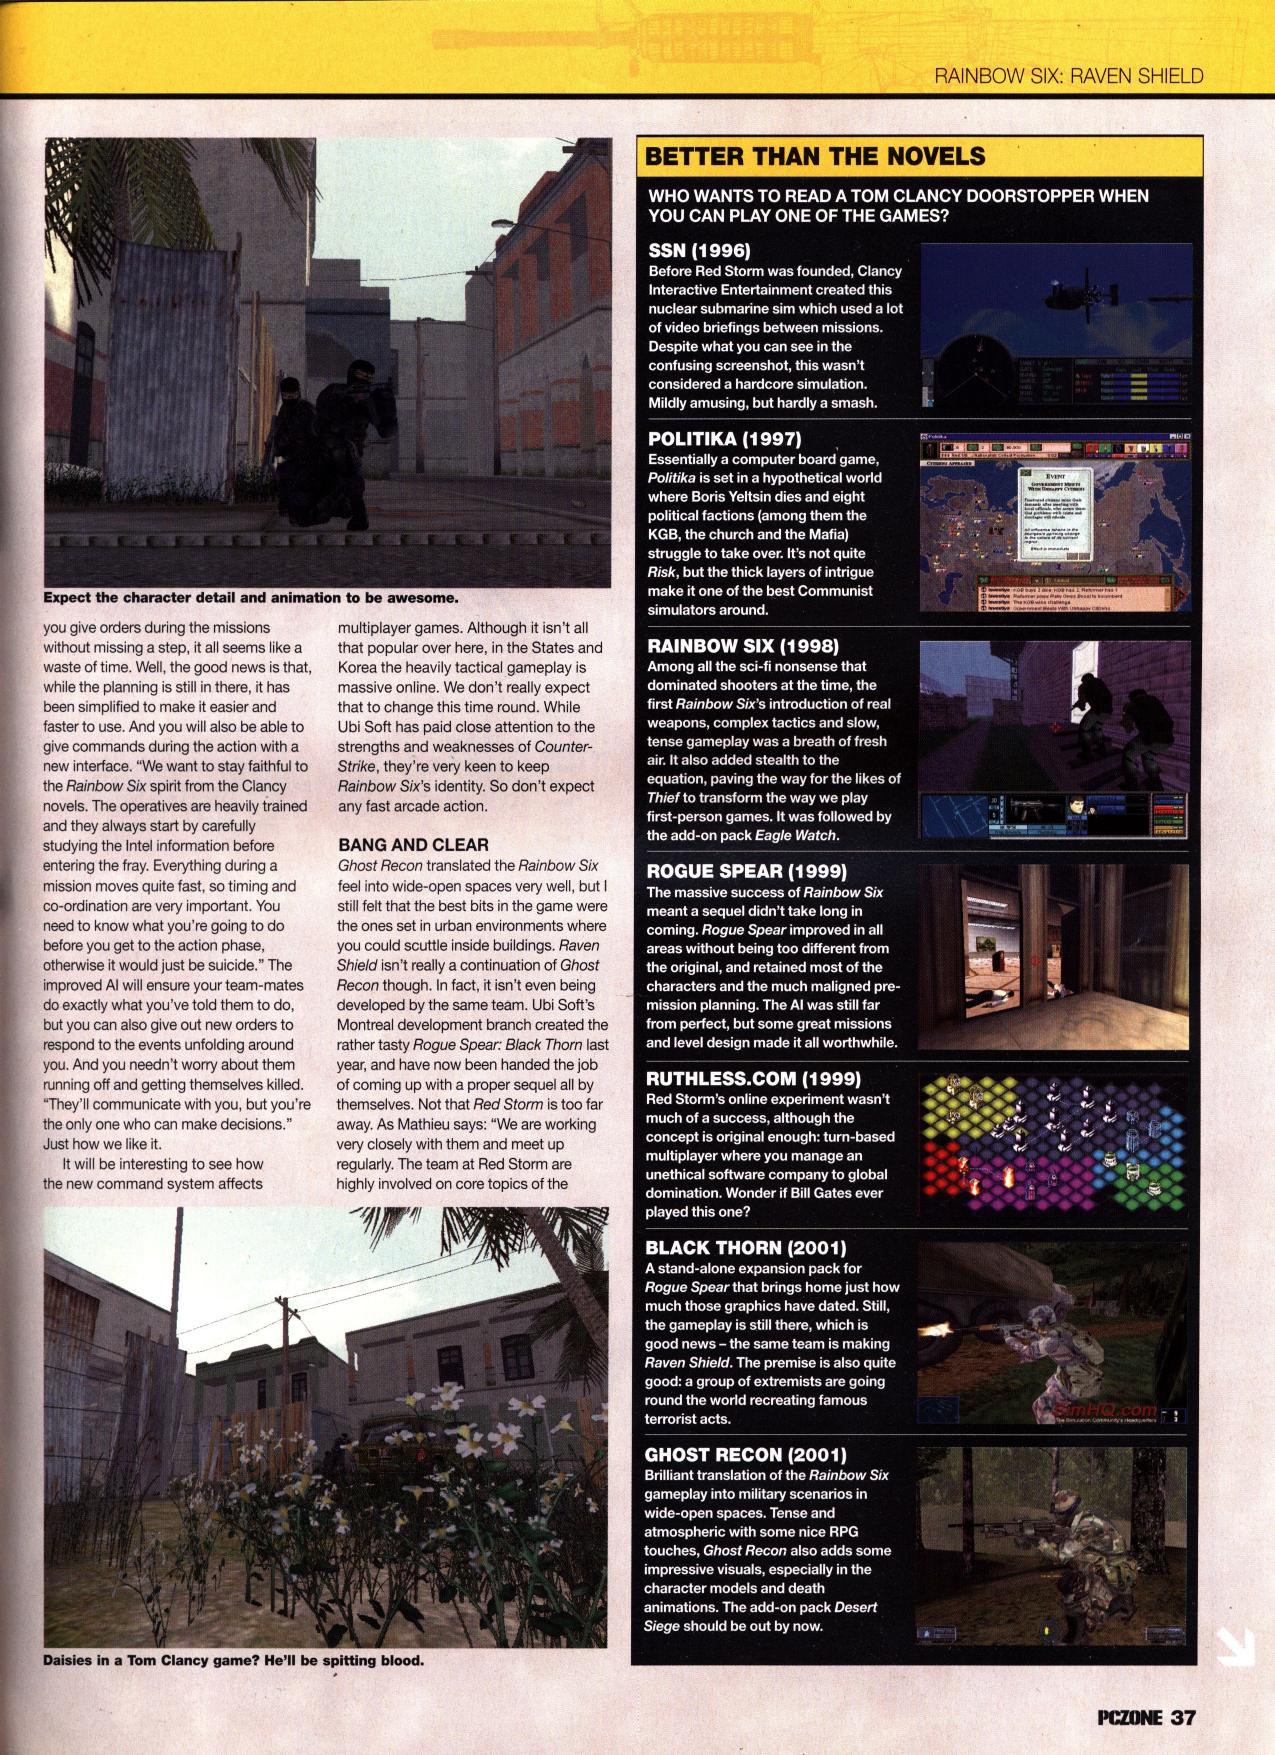 RAINBOW SIX: RAVEN SHIELD
Expect the character detail and animation to be awesome.
you give orders during the missions
without missing a step, it all seems like a
waste of time. Well, the good news is that,
while the planning is still in there, it has
been simplified to make it easier and
faster to use. And you will also be able to
give commands during the action with a
new interface. “We want to stay faithful to
the Rainbow Six spirit from the Clancy
novels. The operatives are heavily trained
and they always start by carefully
studying the Intel information before
entering the fray. Everything during a
mission moves quite fast, so timing and
co-ordination are very important. You
need to know what you're going to do
before you get to the action phase,
otherwise it would just be suicide.” The
improved AI will ensure your team-mates
do exactly what you've told them to do,
but you can also give out new orders to
respond to the events unfolding around
you. And you needn't worry about them
running off and getting themselves killed.
“They'll communicate with you, but you're
the only one who can make decisions.”
Just how we like it.
It will be interesting to see how
the new command system affects
multiplayer games. Although it isn't all
that popular over here, in the States and
Korea the heavily tactical gameplay is
massive online. We don't really expect
that to change this time round. While
Ubi Soft has paid close attention to the
strengths and weaknesses of Counter-
Strike, they're very keen to keep
Rainbow Six's identity. So don't expect
any fast arcade action.
BANG AND CLEAR
Ghost Recon translated the Rainbow Six
feel into wide-open spaces very well, but I
still felt that the best bits in the game were
the ones set in urban environments where
you could scuttle inside buildings. Raven
Shield isn't really a continuation of Ghost
Recon though. In fact, it isn't even being
developed by the same team. Ubi Soft's
Montreal development branch created the
rather tasty Rogue Spear: Black Thorn last
year, and have now been handed the job
of coming up with a proper sequel all by
themselves. Not that Red Storm is too far
away. As Mathieu says: “We are working
very closely with them and meet up
regularly. The team at Red Storm are
highly involved on core topics of the
Daisies in a Tom Clancy game? He'll be spitting blood.
BETTER THAN THE NOVELS
WHO WANTS TO READ A TOM CLANCY DOORSTOPPER WHEN
YOU CAN PLAY ONE OF THE GAMES?
SSN (1996)
Before Red Storm was founded, Clancy
Interactive Entertainment created this
nuclear submarine sim which used a lot
of video briefings between missions.
Despite what you can see in the
confusing screenshot, this wasn't
considered a hardcore simulation.
Mildly amusing, but hardly a smash.
POLITIKA (1997)
Essentially a computer board game,
Politika is set in a hypothetical world
where Boris Yeltsin dies and eight
political factions (among them the
KGB, the church and the Mafia)
struggle to take over. It's not quite
Risk, but the thick layers of intrigue
make it one of the best Communist
simulators around.
Politika
EVENT
GOVERNMENT MEETS
WITH UNHAPPY CITIZENS
RAINBOW SIX (1998)
Among all the sci-fi nonsense that
dominated shooters at the time, the
first Rainbow Six's introduction of real
weapons, complex tactics and slow,
tense gameplay was a breath of fresh
air. It also added stealth to the
equation, paving the way for the likes of
Thief to transform the way we play
first-person games. It was followed by
the add-on pack Eagle Watch.
ROGUE SPEAR (1999)
The massive success of Rainbow Six
meant a sequel didn't take long in
coming. Rogue Spear improved in all
areas without being too different from
the original, and retained most of the
characters and the much maligned pre-
mission planning. The AI was still far
from perfect, but some great missions
and level design made it all worthwhile.
RUTHLESS.COM (1999)
Red Storm's online experiment wasn't
much of a success, although the
concept is original enough: turn-based
multiplayer where you manage an
unethical software company to global
domination. Wonder if Bill Gates ever
played this one?
BLACK THORN (2001)
A stand-alone expansion pack for
Rogue Spear that brings home just how
much those graphics have dated. Still,
the gameplay is still there, which is
good news – the same team is making
Raven Shield. The premise is also quite
good: a group of extremists are going
round the world recreating famous
terrorist acts.
SimHQ.com
The Simulation Community's Headquarters
GHOST RECON (2001)
Brilliant translation of the Rainbow Six
gameplay into military scenarios in
wide-open spaces. Tense and
atmospheric with some nice RPG
touches, Ghost Recon also adds some
impressive visuals, especially in the
character models and death
animations. The add-on pack Desert
Siege should be out by now.
PCZONE 37